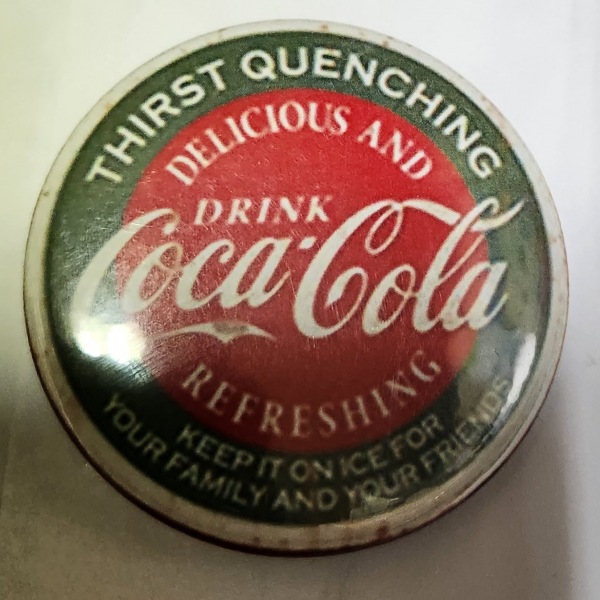 THIRST QUENCHING
DELICIOUS AND
DRINK
Coca-Cola
REFRESHING
KEEP IT ON ICE FOR
YOUR FAMILY AND YOUR FRIENDS